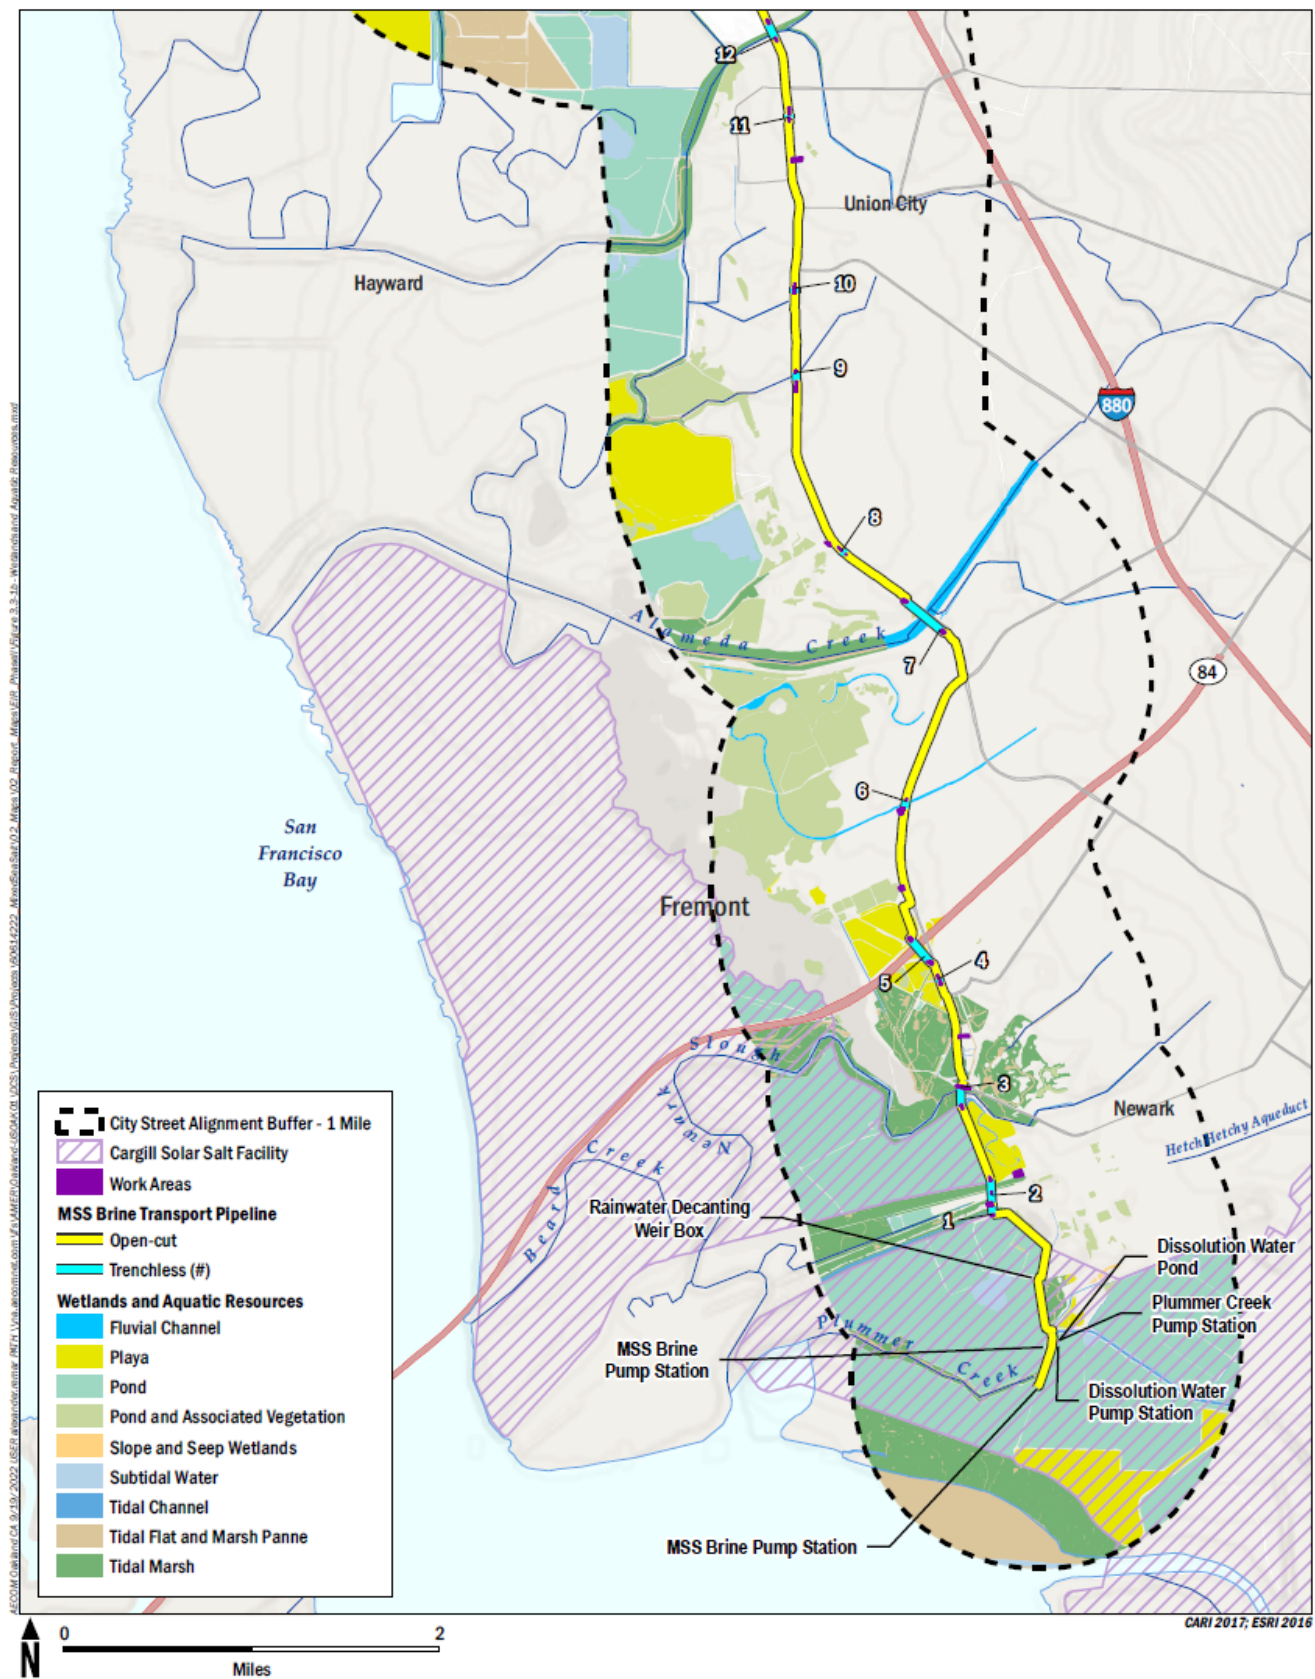 12
11
Union City
Hayward
10
9
880
8
Alameda Creek
7
84
6
San
Francisco
Bay
Fremont
4
5
Slough
3
Newark
Newark
Hetch Hetchy Aqueduct
Creek
Beard
2
1
Rainwater Decanting
Weir Box
Dissolution Water
Pond
Plummer Creek
Pump Station
Plummer
Creek
MSS Brine
Pump Station
Dissolution Water
Pump Station
MSS Brine Pump Station
City Street Alignment Buffer - 1 Mile
Cargill Solar Salt Facility
Work Areas
MSS Brine Transport Pipeline
Open-cut
Trenchless (#)
Wetlands and Aquatic Resources
Fluvial Channel
Playa
Pond
Pond and Associated Vegetation
Slope and Seep Wetlands
Subtidal Water
Tidal Channel
Tidal Flat and Marsh Panne
Tidal Marsh
CARI 2017; ESRI 2016
N
0 2
Miles